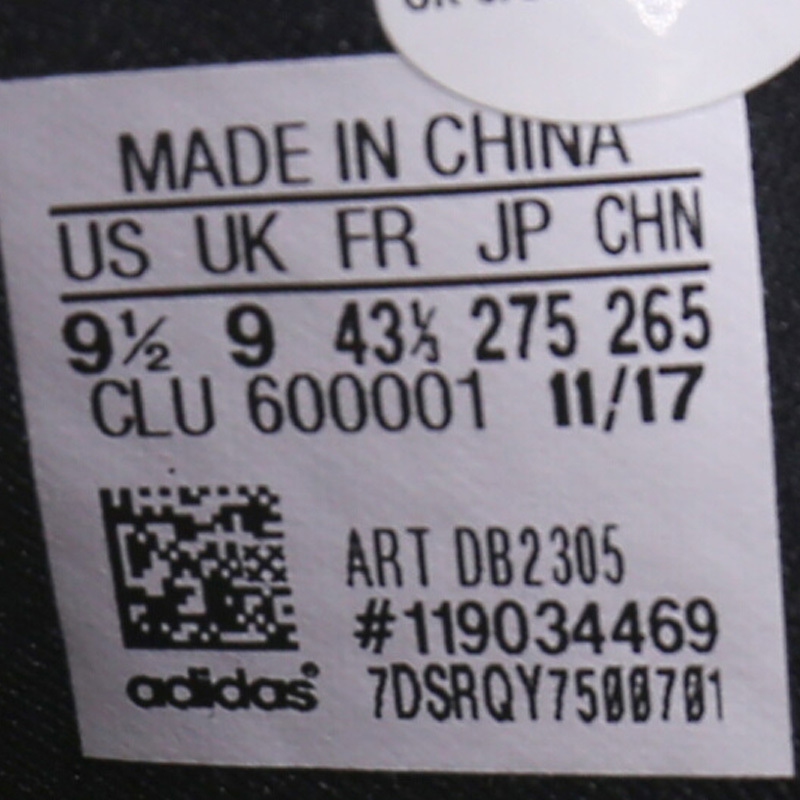 MADE IN CHINA
US UK FR JP CHN
9½ 9 43⅓ 275 265
CLU 600001 11/17
ART DB2305
#119034469
adidas® 7DSRQY7500701